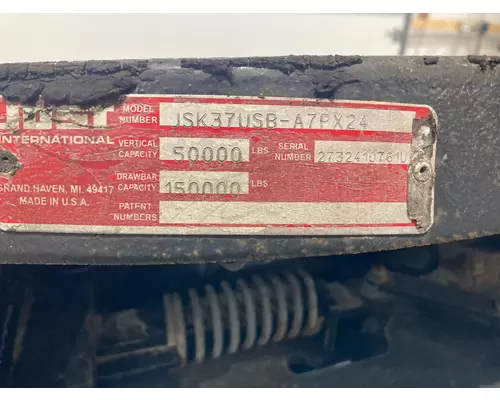 MODEL NUMBER JSK37USB-A7PX24
INTERNATIONAL
VERTICAL CAPACITY 50000 LBS SERIAL NUMBER
GRAND HAVEN, MI. 49417
MADE IN U.S.A.
DRAWBAR CAPACITY 150000 LBS
PATENT NUMBERS